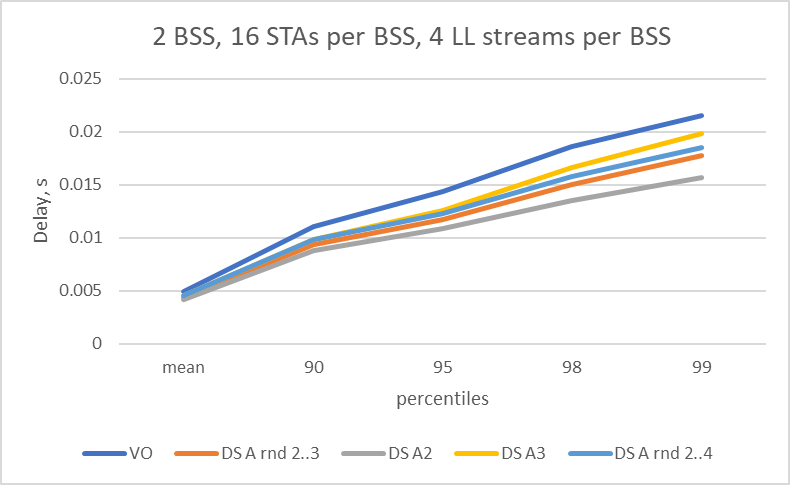 2 BSS, 16 STAs per BSS, 4 LL streams per BSS
0.025
0.02
0.015
0.01
0.005
0
Delay, s
mean 90 95 98 99
percentiles
VO DS A rnd 2..3 DS A2 DS A3 DS A rnd 2..4